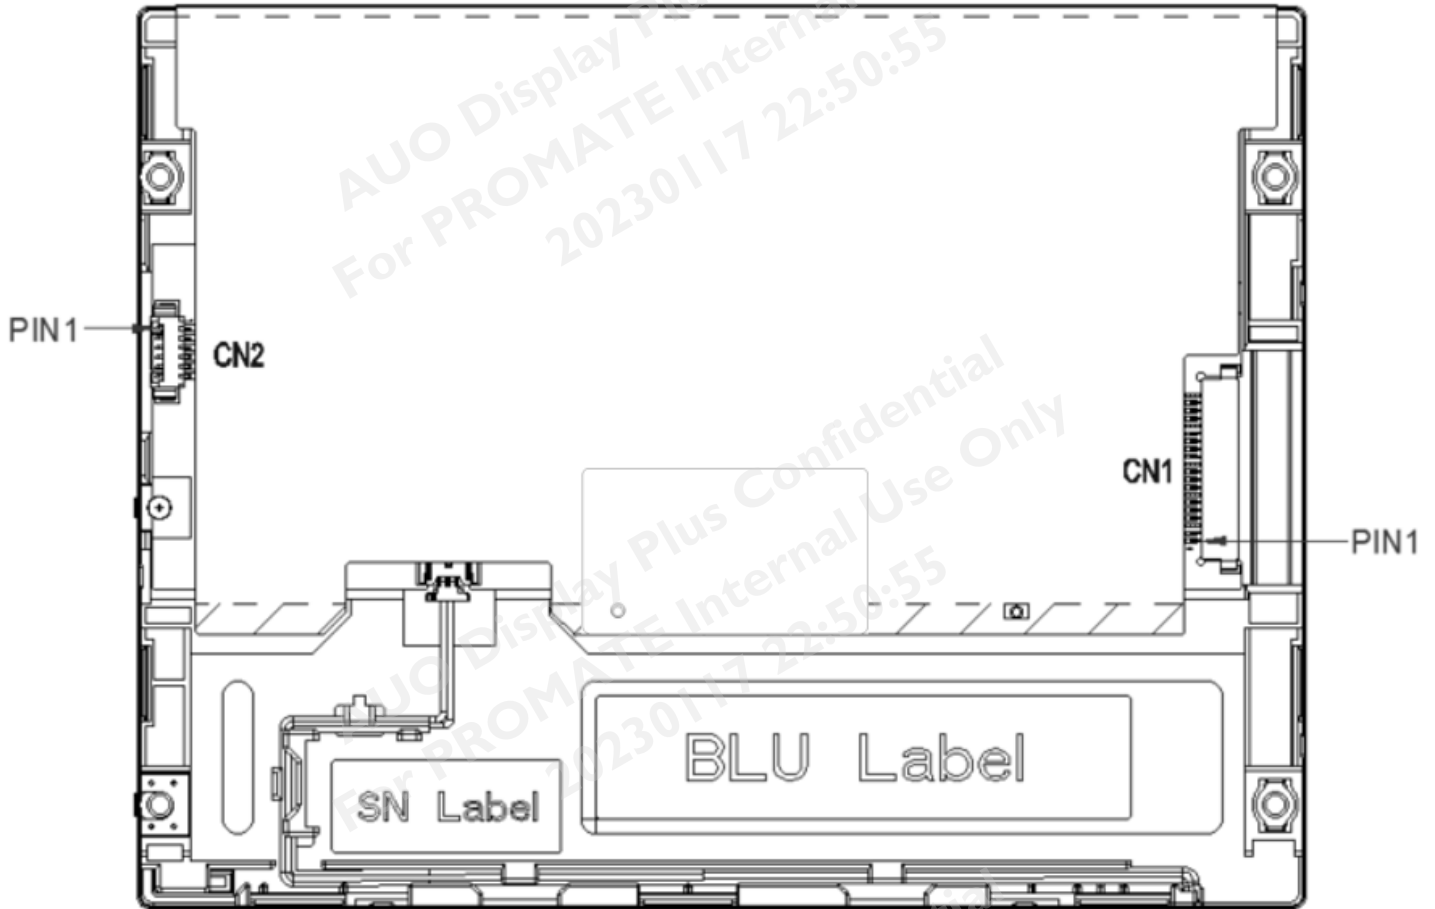 AUO Display Plus
For PROMATE Internal
20230117 22:50:55
PIN1
CN2
AUO Display Plus Confidential
For PROMATE Internal Use Only
20230117 22:50:55
CN1
PIN1
BLU Label
SN Label